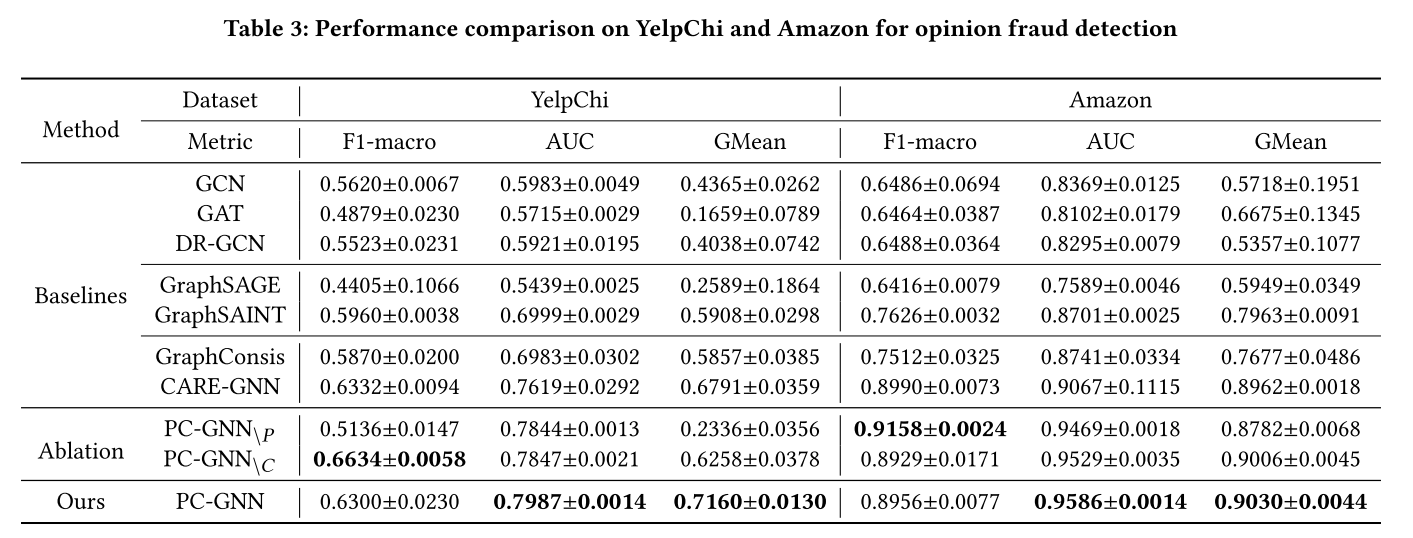 Table 3: Performance comparison on YelpChi and Amazon for opinion fraud detection
Method Dataset YelpChi Amazon
Metric F1-macro AUC GMean F1-macro AUC GMean
Baselines
GCN 0.5620±0.0067 0.5983±0.0049 0.4365±0.0262 0.6486±0.0694 0.8369±0.0125 0.5718±0.1951
GAT 0.4879±0.0230 0.5715±0.0029 0.1659±0.0789 0.6464±0.0387 0.8102±0.0179 0.6675±0.1345
DR-GCN 0.5523±0.0231 0.5921±0.0195 0.4038±0.0742 0.6488±0.0364 0.8295±0.0079 0.5357±0.1077
GraphSAGE 0.4405±0.1066 0.5439±0.0025 0.2589±0.1864 0.6416±0.0079 0.7589±0.0046 0.5949±0.0349
GraphSAINT 0.5960±0.0038 0.6999±0.0029 0.5908±0.0298 0.7626±0.0032 0.8701±0.0025 0.7963±0.0091
GraphConsis 0.5870±0.0200 0.6983±0.0302 0.5857±0.0385 0.7512±0.0325 0.8741±0.0334 0.7677±0.0486
CARE-GNN 0.6332±0.0094 0.7619±0.0292 0.6791±0.0359 0.8990±0.0073 0.9067±0.1115 0.8962±0.0018
Ablation
PC-GNN\P 0.5136±0.0147 0.7844±0.0013 0.2336±0.0356 0.9158±0.0024 0.9469±0.0018 0.8782±0.0068
PC-GNN\C 0.6634±0.0058 0.7847±0.0021 0.6258±0.0378 0.8929±0.0171 0.9529±0.0035 0.9006±0.0045
Ours PC-GNN 0.6300±0.0230 0.7987±0.0014 0.7160±0.0130 0.8956±0.0077 0.9586±0.0014 0.9030±0.0044